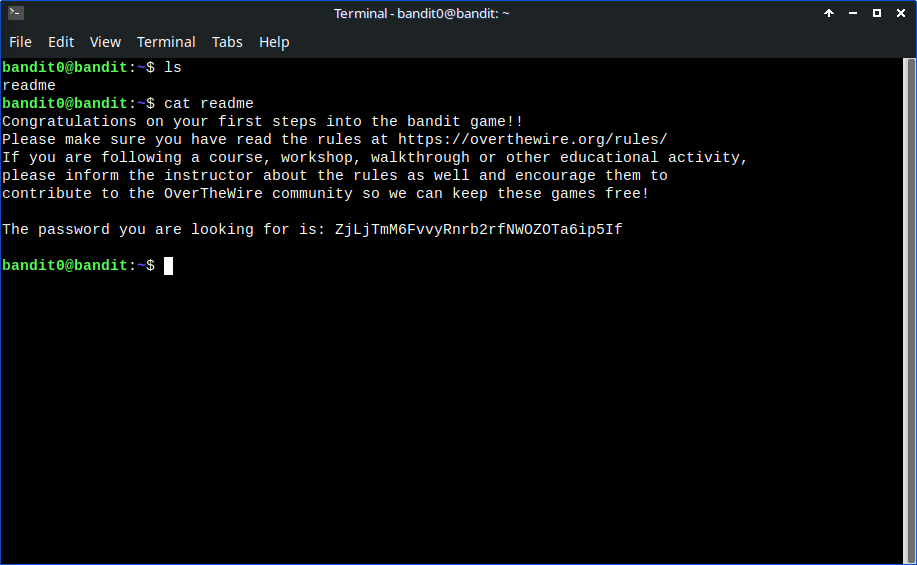 Terminal - bandit0@bandit: ~
File Edit View Terminal Tabs Help
bandit0@bandit:~$ ls
readme
bandit0@bandit:~$ cat readme
Congratulations on your first steps into the bandit game!!
Please make sure you have read the rules at https://overthewire.org/rules/
If you are following a course, workshop, walkthrough or other educational activity,
please inform the instructor about the rules as well and encourage them to
contribute to the OverTheWire community so we can keep these games free!
The password you are looking for is: ZjLjTmM6FvvyRnrb2rfNWOZOTa6ip5If
bandit0@bandit:~$